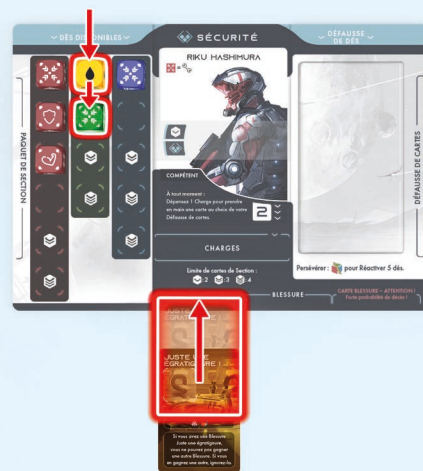 DÉS DISPONIBLES
SÉCURITÉ
DÉFAUSSE
DE DÉS
RIKU HASHIMURA
PAQUET DE SECTION
DÉFAUSSE DE CARTES
COMPÉTENT
À tout moment :
Dépensez 1 Charge pour prendre
en main une carte au choix de votre
Défausse de cartes.
2
CHARGES
Limite de cartes de Section :
:2 :3 :4
Persévérer : pour Réactiver 5 dés.
BLESSURE
CARTE BLESSURE – ATTENTION !
Forte probabilité de décès !
JUSTE UNE
ÉGRATIGNURE !
JUSTE UNE
ÉGRATIGNURE !
Si vous avez une Blessure
Juste une égratignure,
vous ne pouvez pas gagner
une autre Blessure. Si vous
en gagnez une autre, ignorez-la.